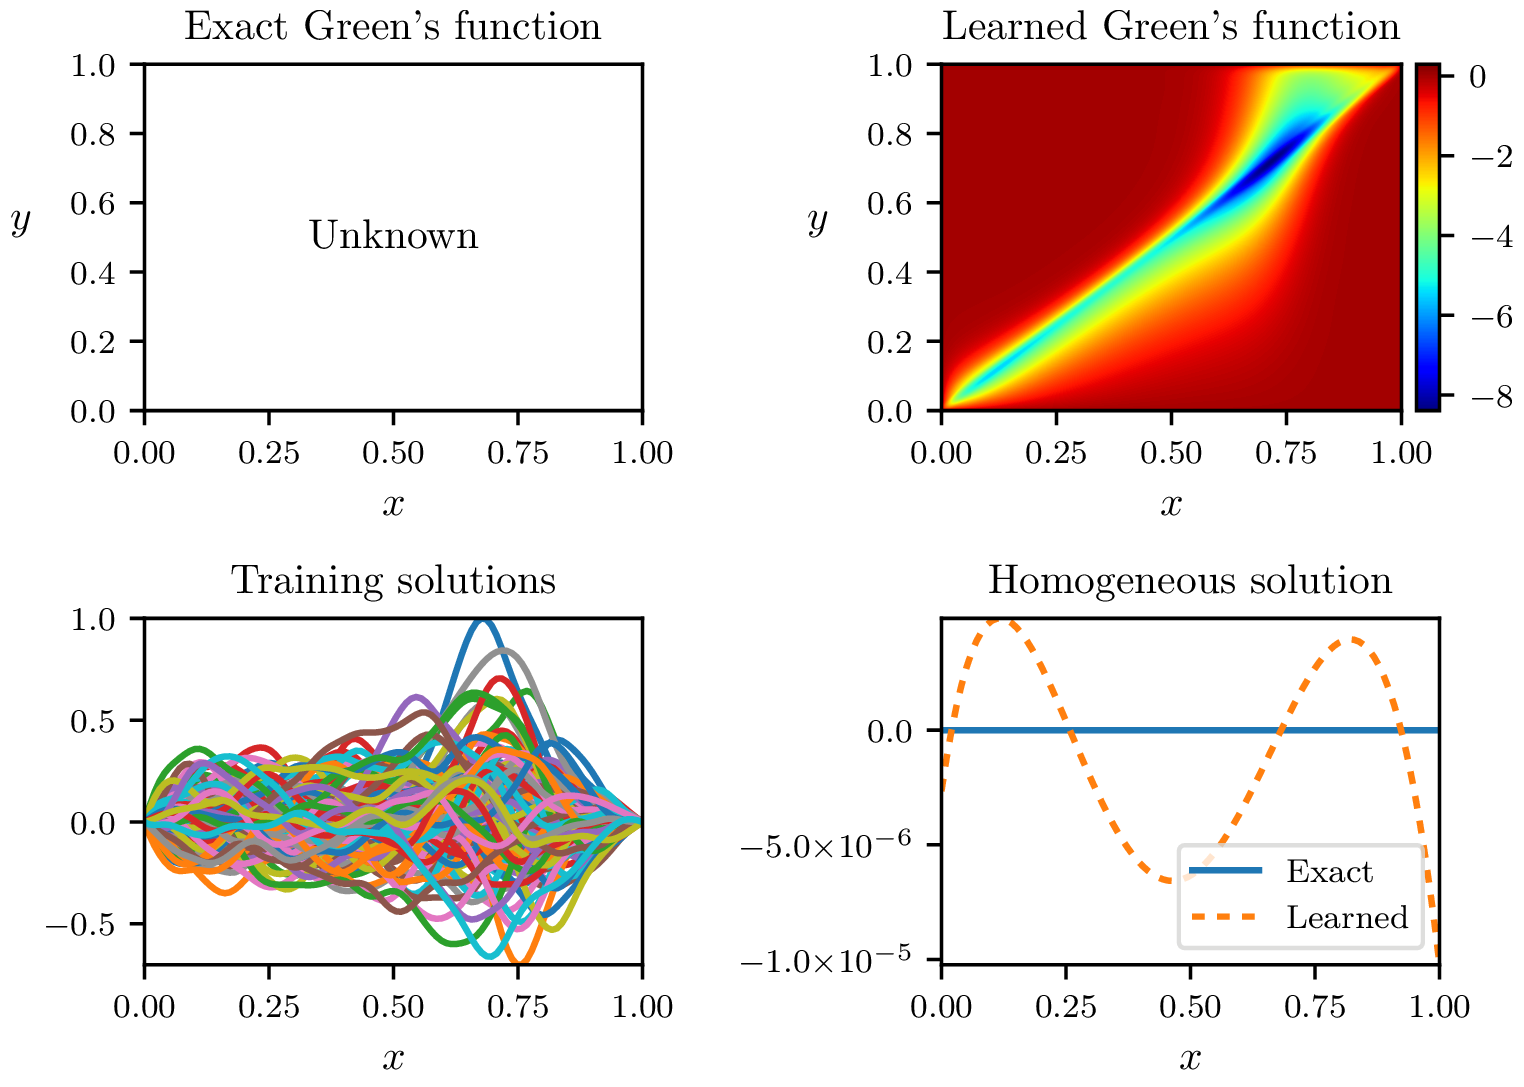 Exact Green's function
1.0
0.8
0.6
0.4
0.2
0.0
y
Unknown
0.00 0.25 0.50 0.75 1.00
x
Learned Green's function
1.0
0.8
0.6
0.4
0.2
0.0
y
0.00 0.25 0.50 0.75 1.00
x
0
−2
−4
−6
−8
Training solutions
1.0
0.5
0.0
−0.5
0.00 0.25 0.50 0.75 1.00
x
Homogeneous solution
0.0
−5.0×10⁻⁶
−1.0×10⁻⁵
Exact
Learned
0.00 0.25 0.50 0.75 1.00
x